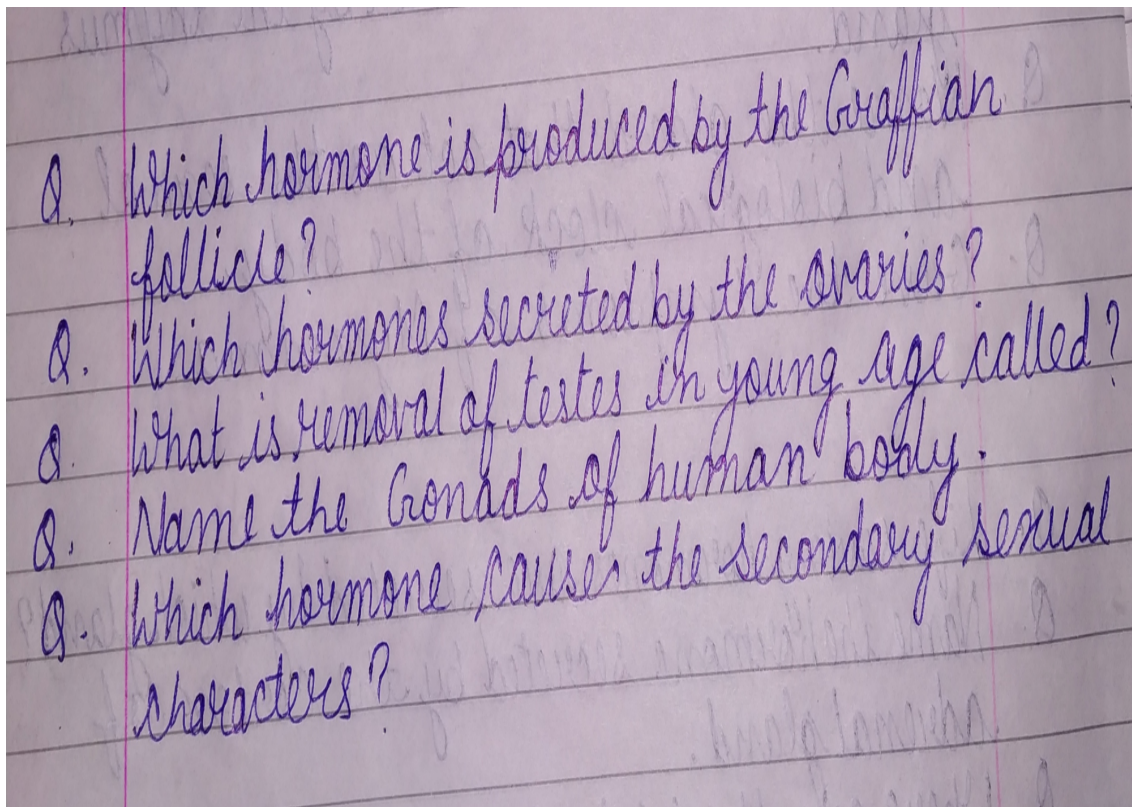 Q. Which hormone is produced by the Graffian
follicle?
Q. Which hormones secreted by the ovaries?
Q. What is removal of testes in young age called?
Q. Name the Gonads of human body.
Q. Which hormone causes the secondary sexual
characters?